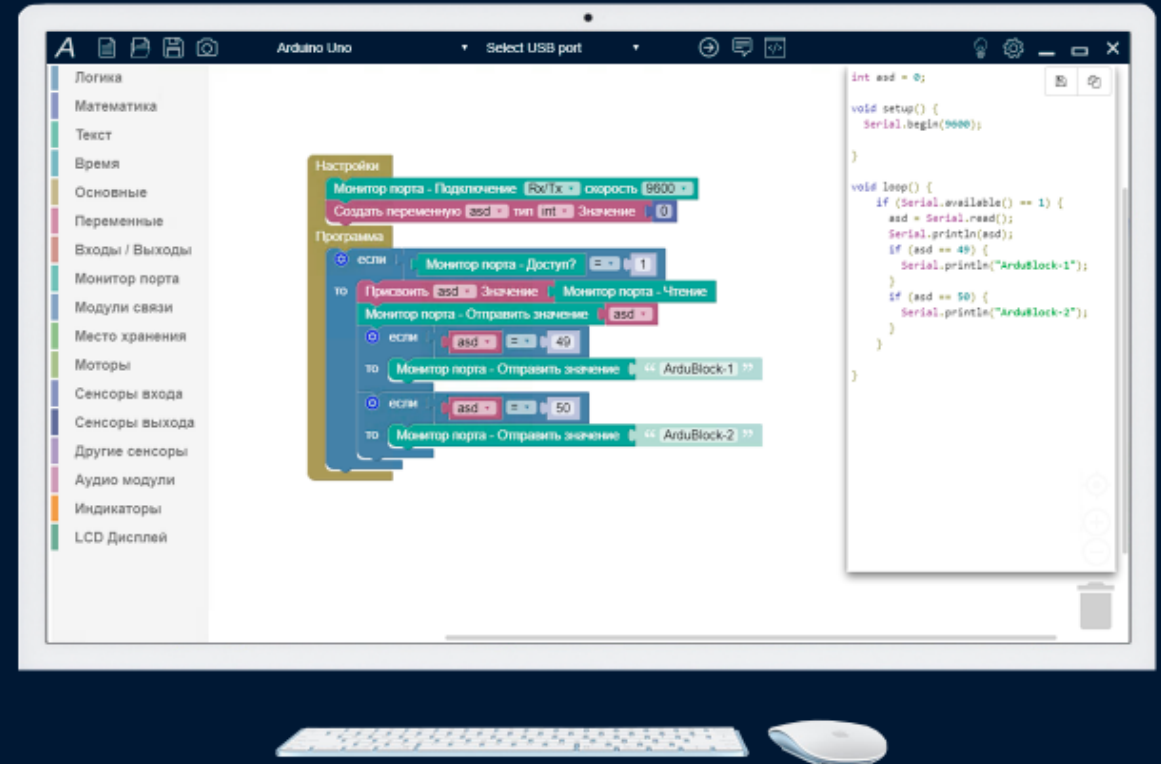 A Arduino Uno Select USB port
Логика
Математика
Текст
Время
Основные
Переменные
Входы / Выходы
Монитор порта
Модули связи
Место хранения
Моторы
Сенсоры входа
Сенсоры выхода
Другие сенсоры
Аудио модули
Индикаторы
LCD Дисплей
Настройки
Монитор порта - Подключение Rx/Tx скорость 9600
Создать переменную asd тип int Значение 0
Программа
если Монитор порта - Доступ? = 1
то Присвоить asd Значение Монитор порта - Чтение
Монитор порта - Отправить значение asd
если asd = 49
то Монитор порта - Отправить значение “ ArduBlock-1 ”
если asd = 50
то Монитор порта - Отправить значение “ ArduBlock-2 ”
int asd = 0;
void setup() {
Serial.begin(9600);
}
void loop() {
if (Serial.available() == 1) {
asd = Serial.read();
Serial.println(asd);
if (asd == 49) {
Serial.println("ArduBlock-1");
}
if (asd == 50) {
Serial.println("ArduBlock-2");
}
}
}